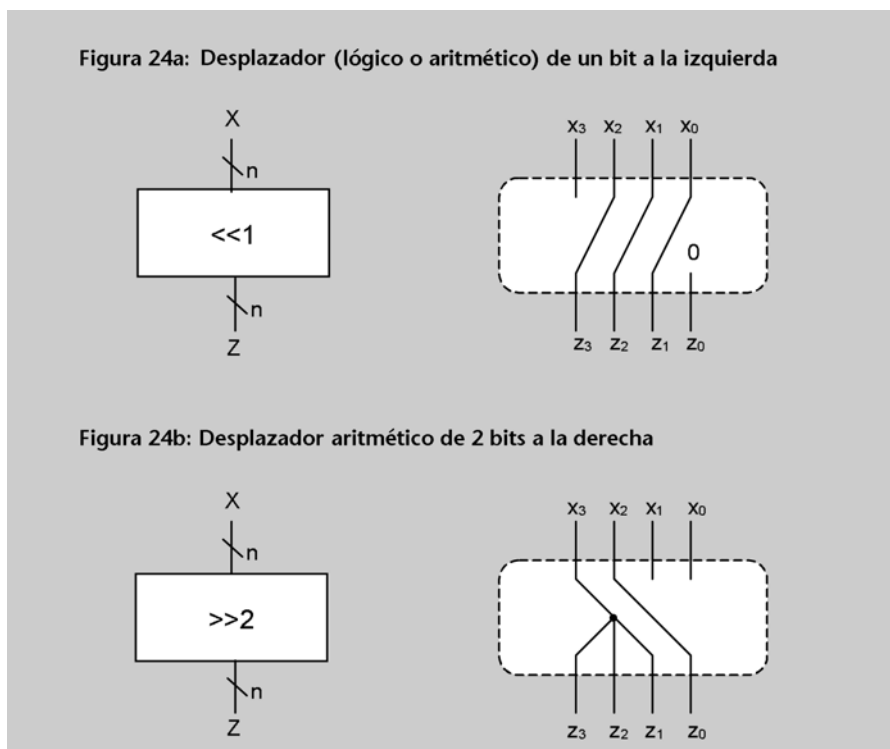 Figura 24a: Desplazador (lógico o aritmético) de un bit a la izquierda
X
n
<<1
n
Z
x₃ x₂ x₁ x₀
0
z₃ z₂ z₁ z₀
Figura 24b: Desplazador aritmético de 2 bits a la derecha
X
n
>>2
n
Z
x₃ x₂ x₁ x₀
z₃ z₂ z₁ z₀